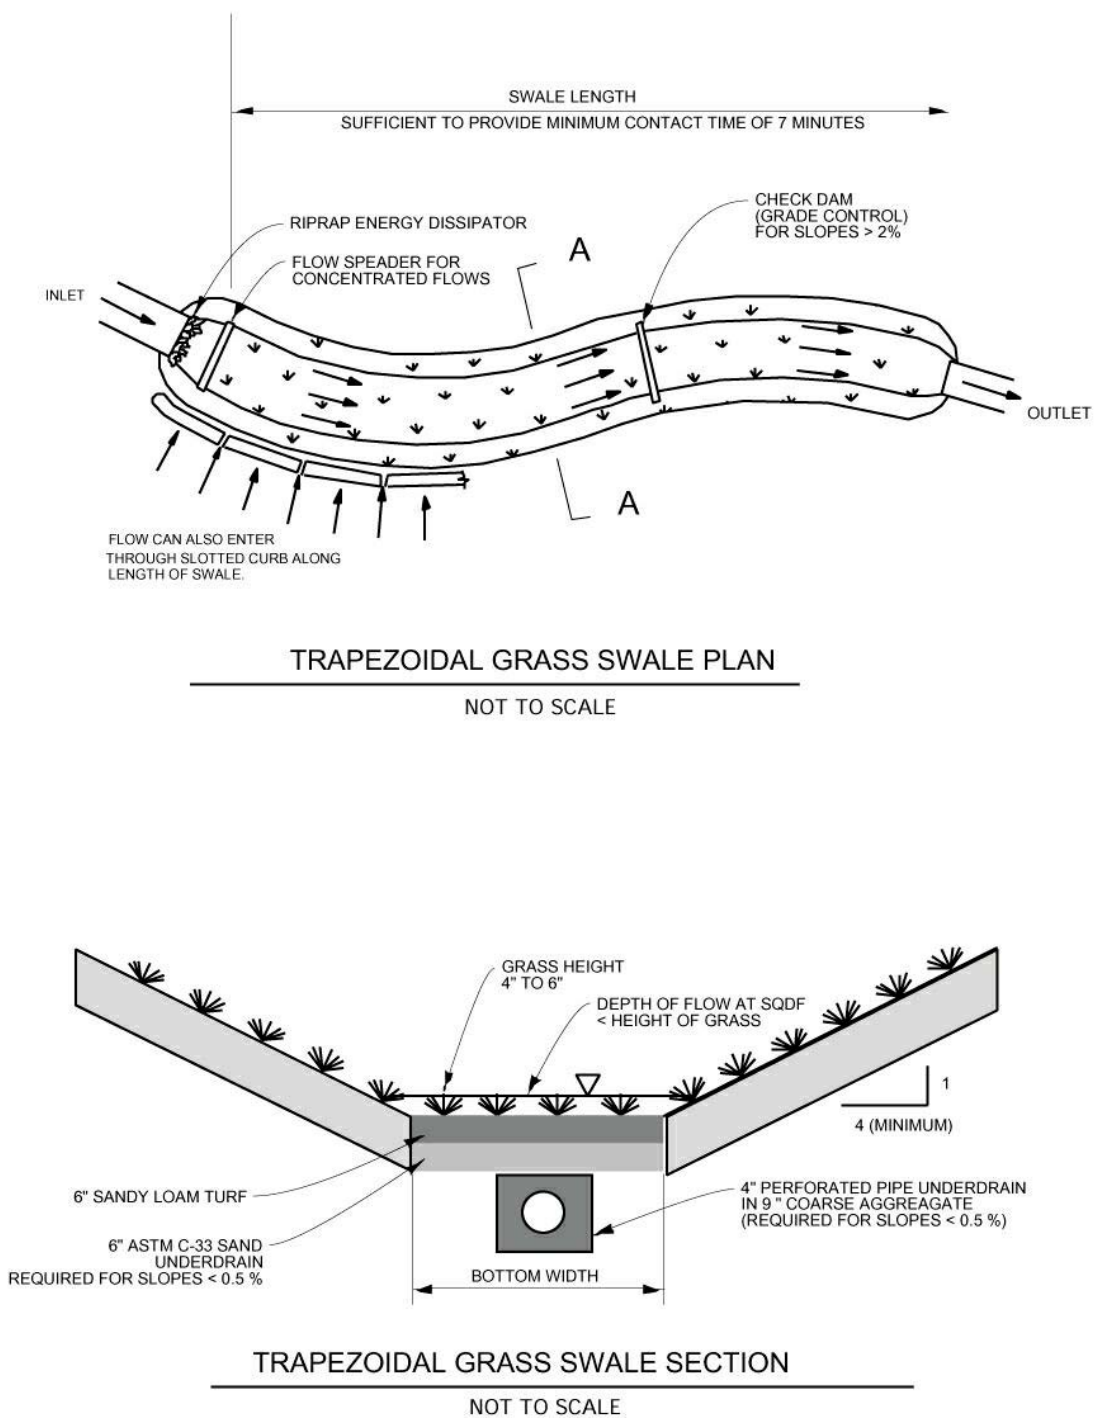 SWALE LENGTH
SUFFICIENT TO PROVIDE MINIMUM CONTACT TIME OF 7 MINUTES
CHECK DAM
(GRADE CONTROL)
FOR SLOPES > 2%
RIPRAP ENERGY DISSIPATOR
FLOW SPEADER FOR
CONCENTRATED FLOWS
A
INLET
OUTLET
A
FLOW CAN ALSO ENTER
THROUGH SLOTTED CURB ALONG
LENGTH OF SWALE.
TRAPEZOIDAL GRASS SWALE PLAN
NOT TO SCALE
GRASS HEIGHT
4" TO 6"
DEPTH OF FLOW AT SQDF
< HEIGHT OF GRASS
1
4 (MINIMUM)
6" SANDY LOAM TURF
4" PERFORATED PIPE UNDERDRAIN
IN 9 " COARSE AGGREAGATE
(REQUIRED FOR SLOPES < 0.5 %)
6" ASTM C-33 SAND
UNDERDRAIN
REQUIRED FOR SLOPES < 0.5 %
BOTTOM WIDTH
TRAPEZOIDAL GRASS SWALE SECTION
NOT TO SCALE